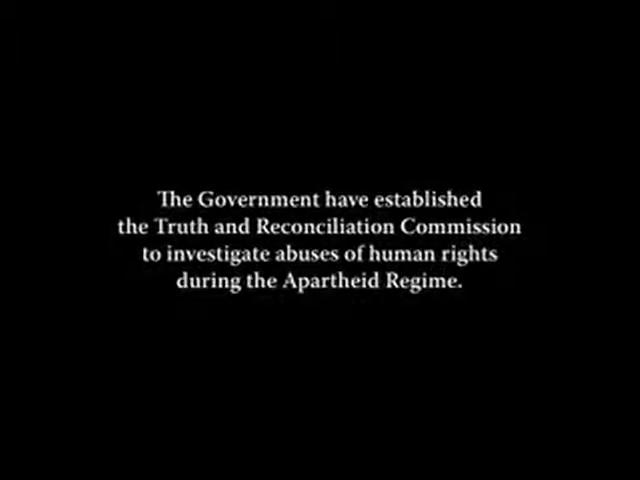 The Government have established
the Truth and Reconciliation Commission
to investigate abuses of human rights
during the Apartheid Regime.